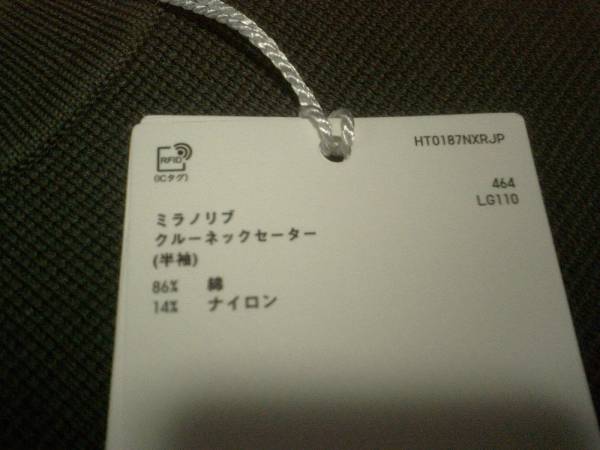 HT0187NXRJP
RFID
(ICタグ)
464
LG110
ミラノリブ
クルーネックセーター
(半袖)
86% 綿
14% ナイロン